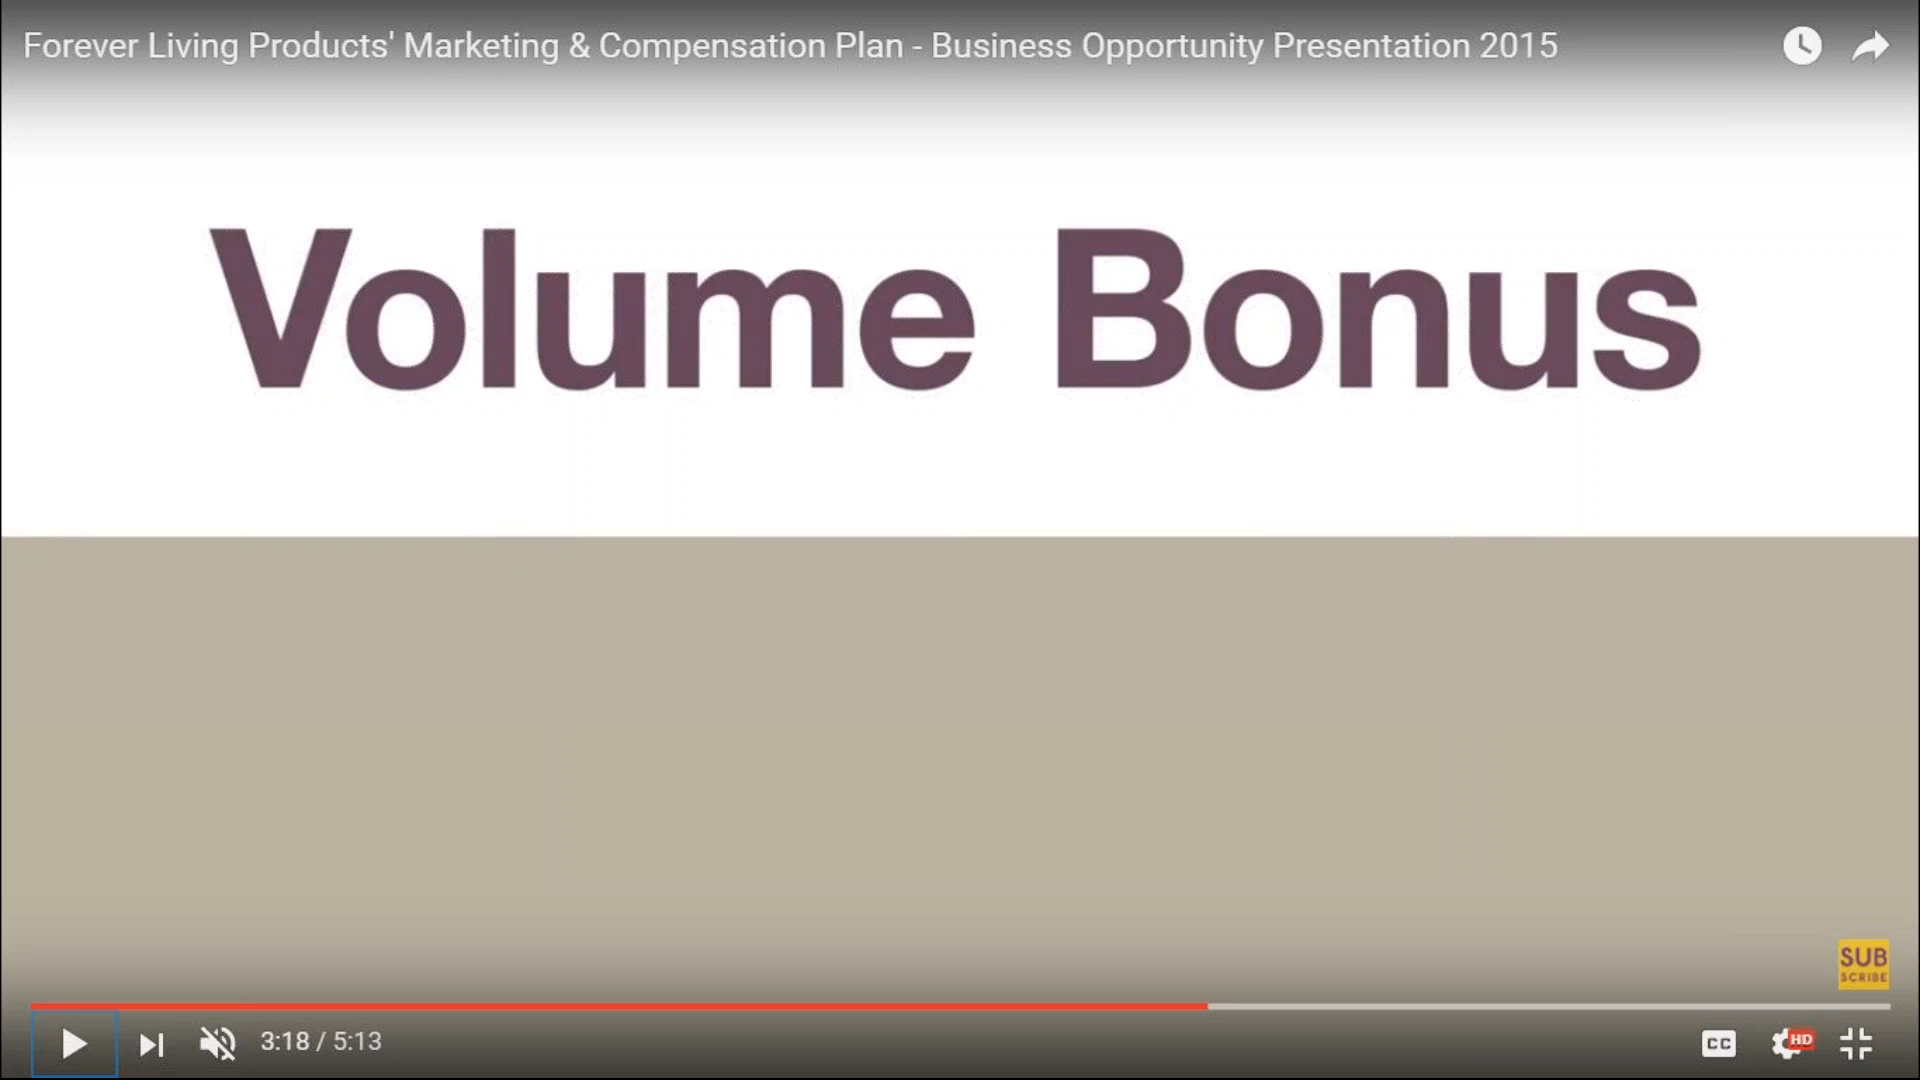 Forever Living Products' Marketing & Compensation Plan - Business Opportunity Presentation 2015
Volume Bonus
SUB
SCRIBE
3:18 / 5:13
CC
HD